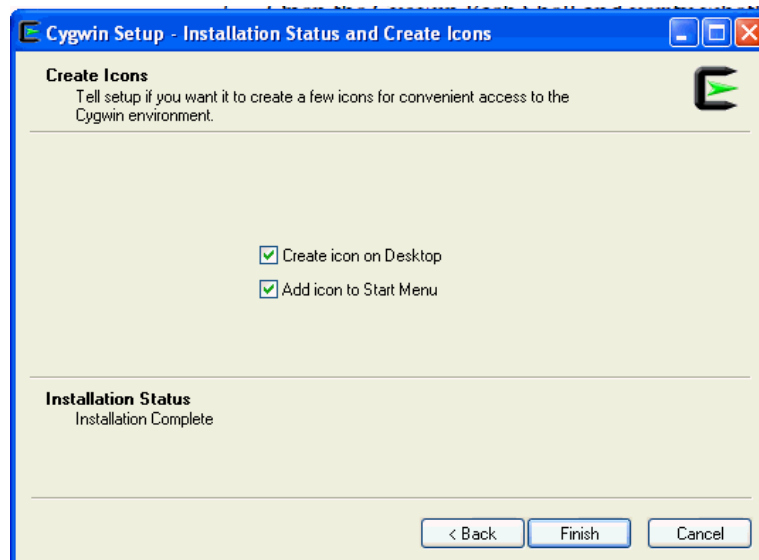 Cygwin Setup - Installation Status and Create Icons
Create Icons
Tell setup if you want it to create a few icons for convenient access to the
Cygwin environment.
Create icon on Desktop
Add icon to Start Menu
Installation Status
Installation Complete
< Back
Finish
Cancel